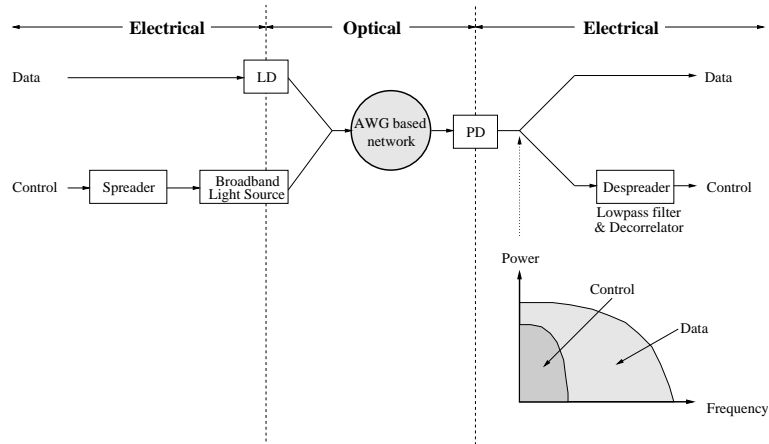 Electrical
Optical
Electrical
Data
LD
AWG based
network
PD
Data
Control
Spreader
Broadband
Light Source
Despreader
Control
Lowpass filter
& Decorrelator
Power
Control
Data
Frequency